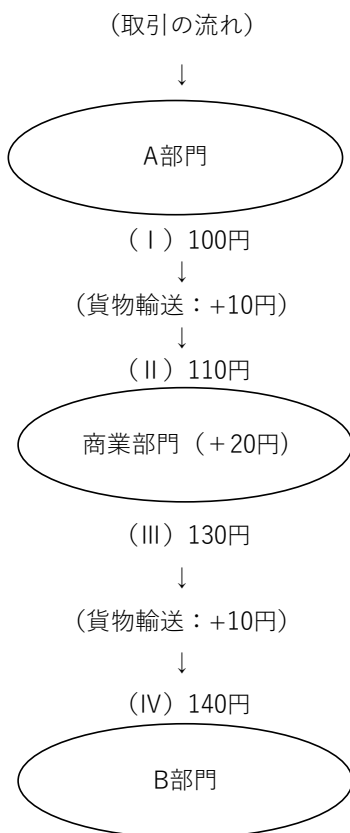 (取引の流れ)
↓
A部門
(Ⅰ) 100円
↓
(貨物輸送:+10円)
↓
(Ⅱ) 110円
商業部門 (+20円)
(Ⅲ) 130円
↓
(貨物輸送:+10円)
↓
(Ⅳ) 140円
B部門